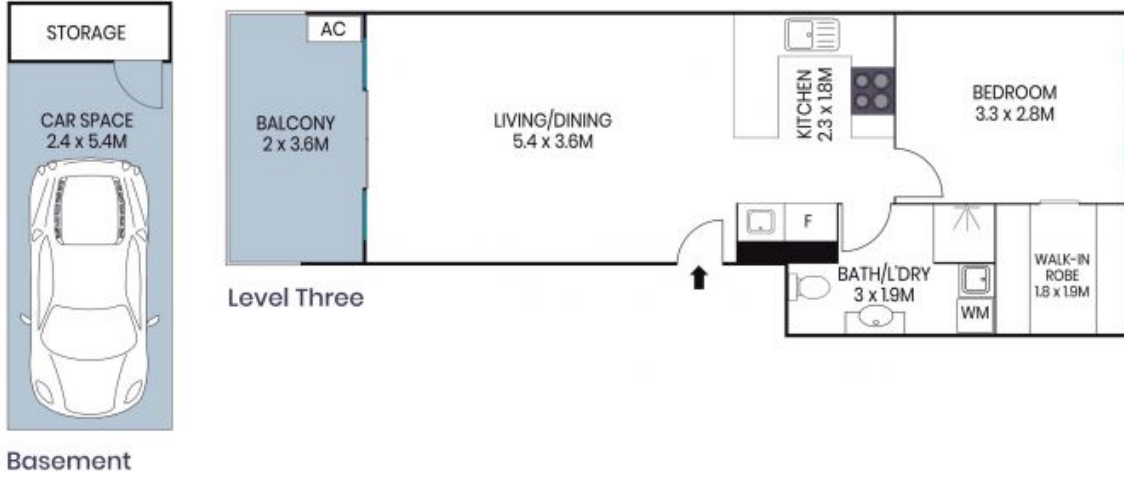 STORAGE
CAR SPACE
2.4 x 5.4M
Basement
AC
BALCONY
2 x 3.6M
LIVING/DINING
5.4 x 3.6M
KITCHEN
2.3 x 1.8M
BEDROOM
3.3 x 2.8M
F
BATH/L'DRY
3 x 1.9M
WM
WALK-IN
ROBE
1.8 x 1.9M
Level Three